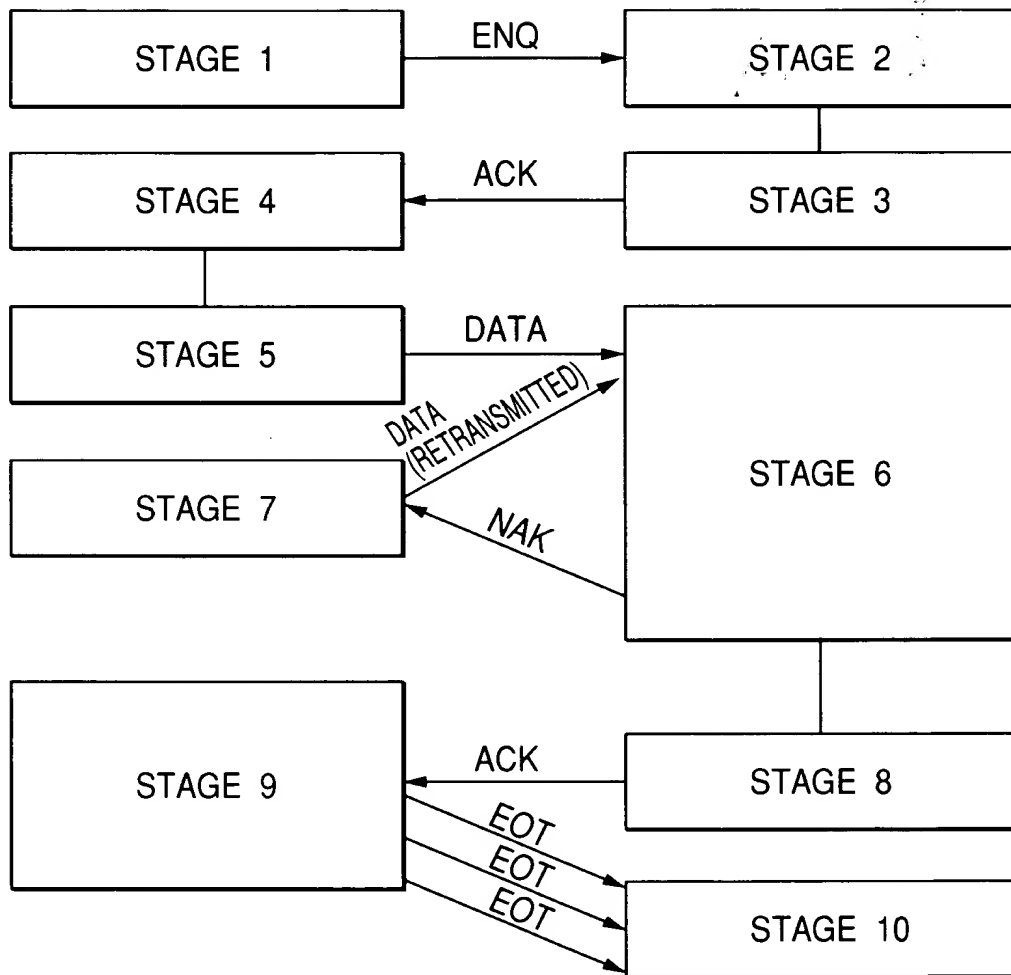 STAGE 1
ENQ
STAGE 2
STAGE 4
ACK
STAGE 3
STAGE 5
DATA
DATA
(RETRANSMITTED)
STAGE 6
STAGE 7
NAK
STAGE 9
ACK
STAGE 8
EOT
EOT
EOT
STAGE 10